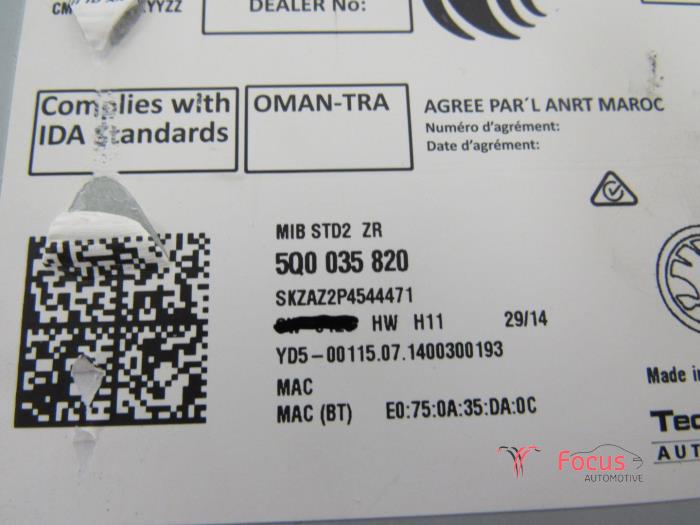 DEALER No:
Complies with
IDA Standards
OMAN-TRA
AGREE PAR´L ANRT MAROC
Numéro d'agrément:
Date d'agrément:
MIB STD2 ZR
5Q0 035 820
SKZAZ2P4544471
HW H11 29/14
YD5-00115.07.1400300193
MAC
MAC (BT) E0:75:0A:35:DA:0C
Made in
Tec
AUT
Focus
AUTOMOTIVE